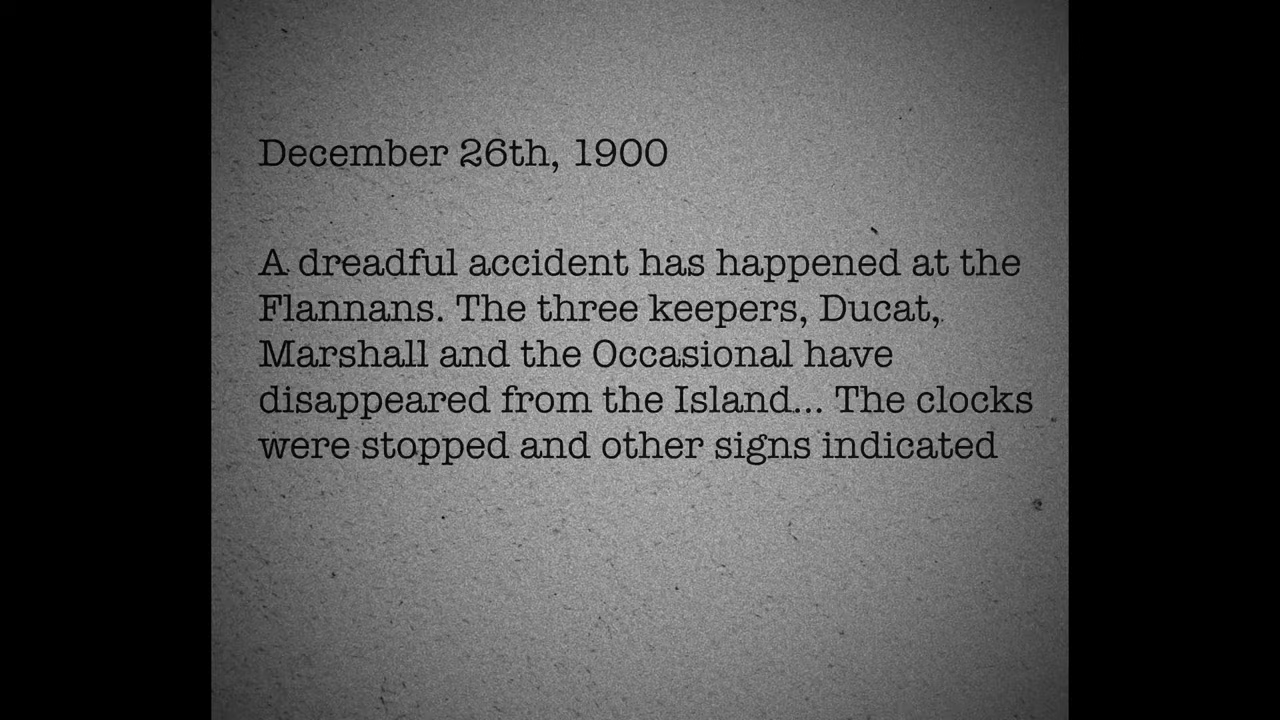 December 26th, 1900
A dreadful accident has happened at the
Flannans. The three keepers, Ducat,
Marshall and the Occasional have
disappeared from the Island... The clocks
were stopped and other signs indicated